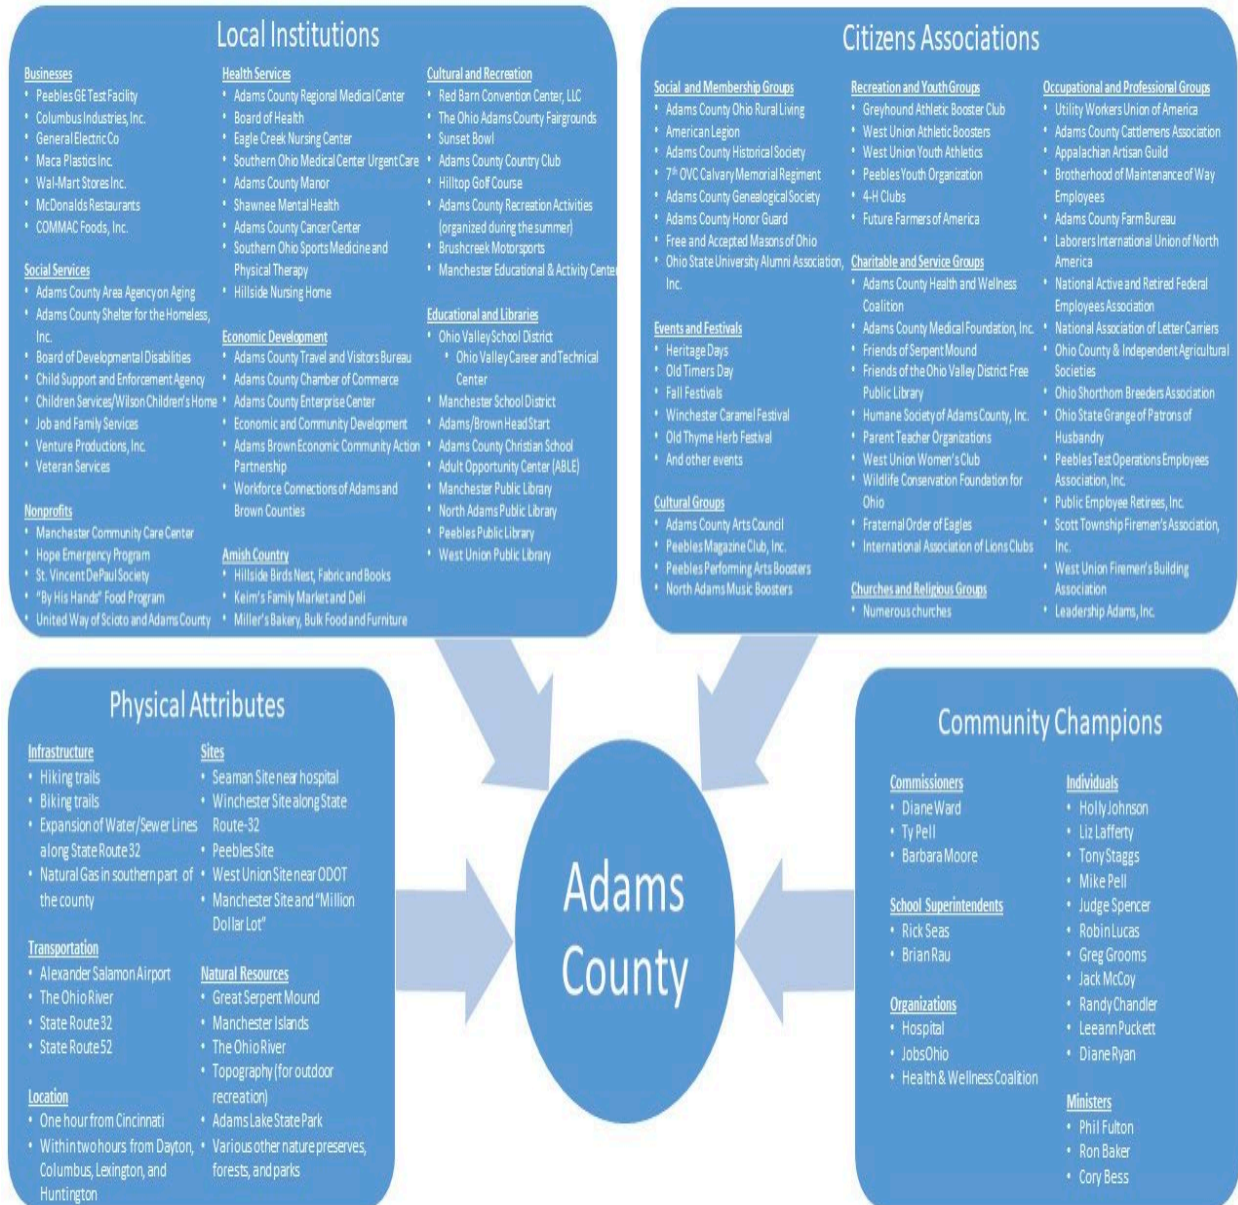 Local Institutions
Businesses
• Peebles GE Test Facility
• Columbus Industries, Inc.
• General Electric Co
• Maca Plastics Inc.
• Wal-Mart Stores Inc.
• McDonalds Restaurants
• COMMAC Foods, Inc.
Social Services
• Adams County Area Agency on Aging
• Adams County Shelter for the Homeless,
Inc.
• Board of Developmental Disabilities
• Child Support and Enforcement Agency
• Children Services/Wilson Children's Home
• Job and Family Services
• Venture Productions, Inc.
• Veteran Services
Nonprofits
• Manchester Community Care Center
• Hope Emergency Program
• St. Vincent DePaul Society
• "By His Hands" Food Program
• United Way of Scioto and Adams County
Health Services
• Adams County Regional Medical Center
• Board of Health
• Eagle Creek Nursing Center
• Southern Ohio Medical Center Urgent Care
• Adams County Manor
• Shawnee Mental Health
• Adams County Cancer Center
• Southern Ohio Sports Medicine and
Physical Therapy
• Hillside Nursing Home
Economic Development
• Adams County Travel and Visitors Bureau
• Adams County Chamber of Commerce
• Adams County Enterprise Center
• Economic and Community Development
• Adams Brown Economic Community Action
Partnership
• Workforce Connections of Adams and
Brown Counties
Amish Country
• Hillside Birds Nest, Fabric and Books
• Keim's Family Market and Deli
• Miller's Bakery, Bulk Food and Furniture
Cultural and Recreation
• Red Barn Convention Center, LLC
• The Ohio Adams County Fairgrounds
• Sunset Bowl
• Adams County Country Club
• Hilltop Golf Course
• Adams County Recreation Activities
(organized during the summer)
• Brushcreek Motorsports
• Manchester Educational & Activity Center
Educational and Libraries
• Ohio Valley School District
• Ohio Valley Career and Technical
Center
• Manchester School District
• Adams/Brown Head Start
• Adams County Christian School
• Adult Opportunity Center (ABLE)
• Manchester Public Library
• North Adams Public Library
• Peebles Public Library
• West Union Public Library
Citizens Associations
Social and Membership Groups
• Adams County Ohio Rural Living
• American Legion
• Adams County Historical Society
• 7th OVC Calvary Memorial Regiment
• Adams County Genealogical Society
• Adams County Honor Guard
• Free and Accepted Masons of Ohio
• Ohio State University Alumni Association,
Inc.
Events and Festivals
• Heritage Days
• Old Timers Day
• Fall Festivals
• Winchester Caramel Festival
• Old Thyme Herb Festival
• And other events
Cultural Groups
• Adams County Arts Council
• Peebles Magazine Club, Inc.
• Peebles Performing Arts Boosters
• North Adams Music Boosters
Recreation and Youth Groups
• Greyhound Athletic Booster Club
• West Union Athletic Boosters
• West Union Youth Athletics
• Peebles Youth Organization
• 4-H Clubs
• Future Farmers of America
Charitable and Service Groups
• Adams County Health and Wellness
Coalition
• Adams County Medical Foundation, Inc.
• Friends of Serpent Mound
• Friends of the Ohio Valley District Free
Public Library
• Humane Society of Adams County, Inc.
• Parent Teacher Organizations
• West Union Women's Club
• Wildlife Conservation Foundation for
Ohio
• Fraternal Order of Eagles
• International Association of Lions Clubs
Churches and Religious Groups
• Numerous churches
Occupational and Professional Groups
• Utility Workers Union of America
• Adams County Cattlemens Association
• Appalachian Artisan Guild
• Brotherhood of Maintenance of Way
Employees
• Adams County Farm Bureau
• Laborers International Union of North
America
• National Active and Retired Federal
Employees Association
• National Association of Letter Carriers
• Ohio County & Independent Agricultural
Societies
• Ohio Shorthorn Breeders Association
• Ohio State Grange of Patrons of
Husbandry
• Peebles Test Operations Employees
Association, Inc.
• Public Employee Retirees, Inc.
• Scott Township Firemen's Association,
Inc.
• West Union Firemen's Building
Association
• Leadership Adams, Inc.
Physical Attributes
Infrastructure
• Hiking trails
• Biking trails
• Expansion of Water/Sewer Lines
along State Route 32
• Natural Gas in southern part of
the county
Transportation
• Alexander Salamon Airport
• The Ohio River
• State Route 32
• State Route 52
Location
• One hour from Cincinnati
• Within two hours from Dayton,
Columbus, Lexington, and
Huntington
Sites
• Seaman Site near hospital
• Winchester Site along State
Route-32
• Peebles Site
• West Union Site near ODOT
• Manchester Site and "Million
Dollar Lot"
Natural Resources
• Great Serpent Mound
• Manchester Islands
• The Ohio River
• Topography (for outdoor
recreation)
• Adams Lake State Park
• Various other nature preserves,
forests, and parks
Adams
County
Community Champions
Commissioners
• Diane Ward
• Ty Pell
• Barbara Moore
School Superintendents
• Rick Seas
• Brian Rau
Organizations
• Hospital
• JobsOhio
• Health & Wellness Coalition
Individuals
• Holly Johnson
• Liz Lafferty
• Tony Staggs
• Mike Pell
• Judge Spencer
• Robin Lucas
• Greg Grooms
• Jack McCoy
• Randy Chandler
• Leeann Puckett
• Diane Ryan
Ministers
• Phil Fulton
• Ron Baker
• Cory Bess